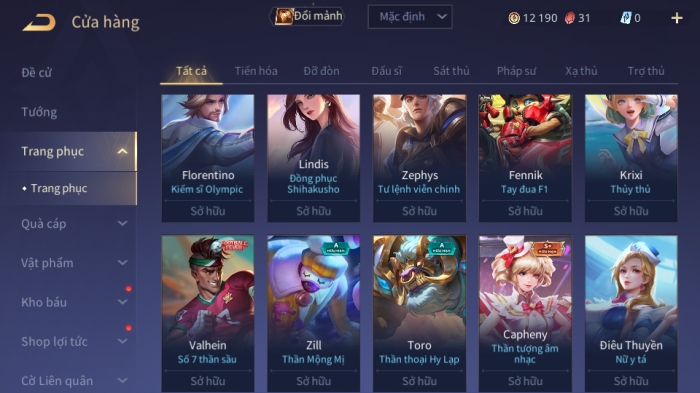 Cửa hàng
Đổi mảnh
Mặc định
12 190
31
0
Đề cử
Tướng
Trang phục
Trang phục
Quà cáp
Vật phẩm
Kho báu
Shop lợi tức
Cờ Liên quân
Tất cả
Tiến hóa
Đỡ đòn
Đấu sĩ
Sát thủ
Pháp sư
Xạ thủ
Trợ thủ
Florentino
Kiếm sĩ Olympic
Sở hữu
Lindis
Đồng phục
Shihakusho
Sở hữu
Zephys
Tư lệnh viễn chinh
Sở hữu
Fennik
Tay đua F1
Sở hữu
Krixi
Thủy thủ
Sở hữu
Valhein
Số 7 thần sầu
Sở hữu
A
Zill
Thần Mộng Mị
Sở hữu
A
Toro
Thần thoại Hy Lạp
Sở hữu
S+
Capheny
Thần tượng âm
nhạc
Sở hữu
Điêu Thuyền
Nữ y tá
Sở hữu